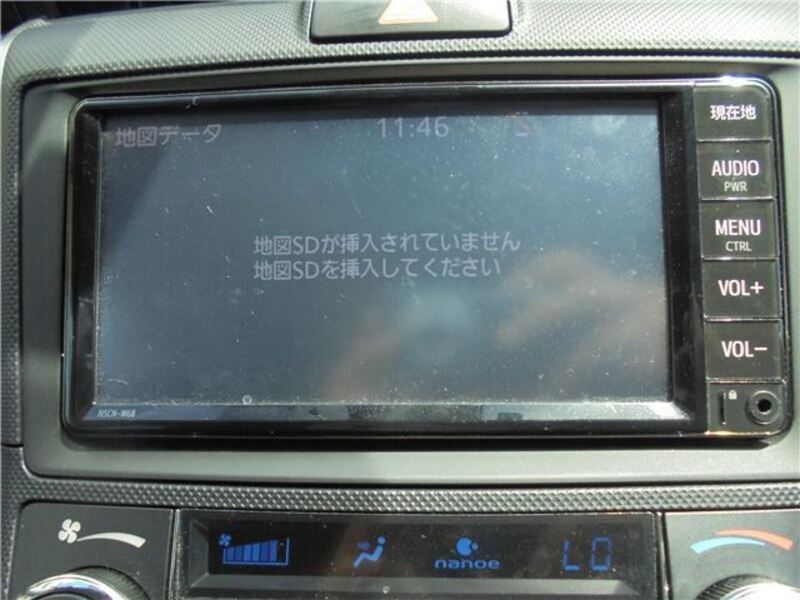 地図データ 11:46
現在地
AUDIO
PWR
地図SDが挿入されていません
地図SDを挿入してください
MENU
CTRL
VOL+
VOL-
NSCN-W68
nanoe
LO